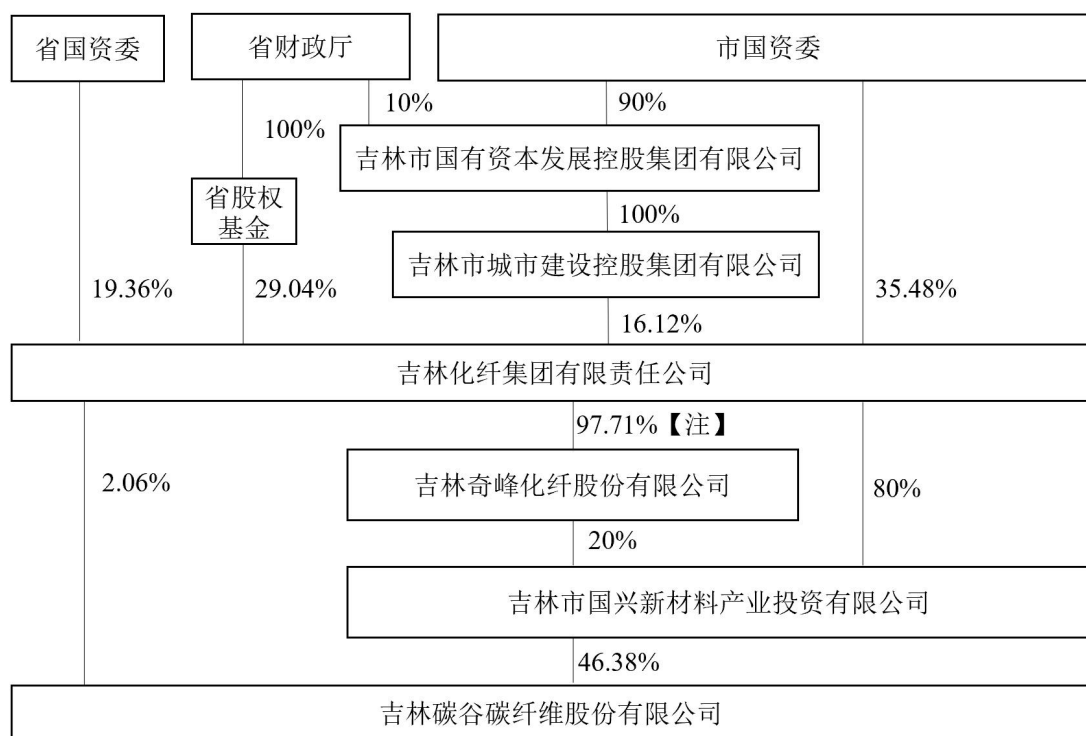 省国资委
省财政厅
市国资委
10%
90%
100%
吉林市国有资本发展控股集团有限公司
省股权
基金
100%
吉林市城市建设控股集团有限公司
19.36%
29.04%
35.48%
16.12%
吉林化纤集团有限责任公司
97.71%【注】
2.06%
吉林奇峰化纤股份有限公司
80%
20%
吉林市国兴新材料产业投资有限公司
46.38%
吉林碳谷碳纤维股份有限公司